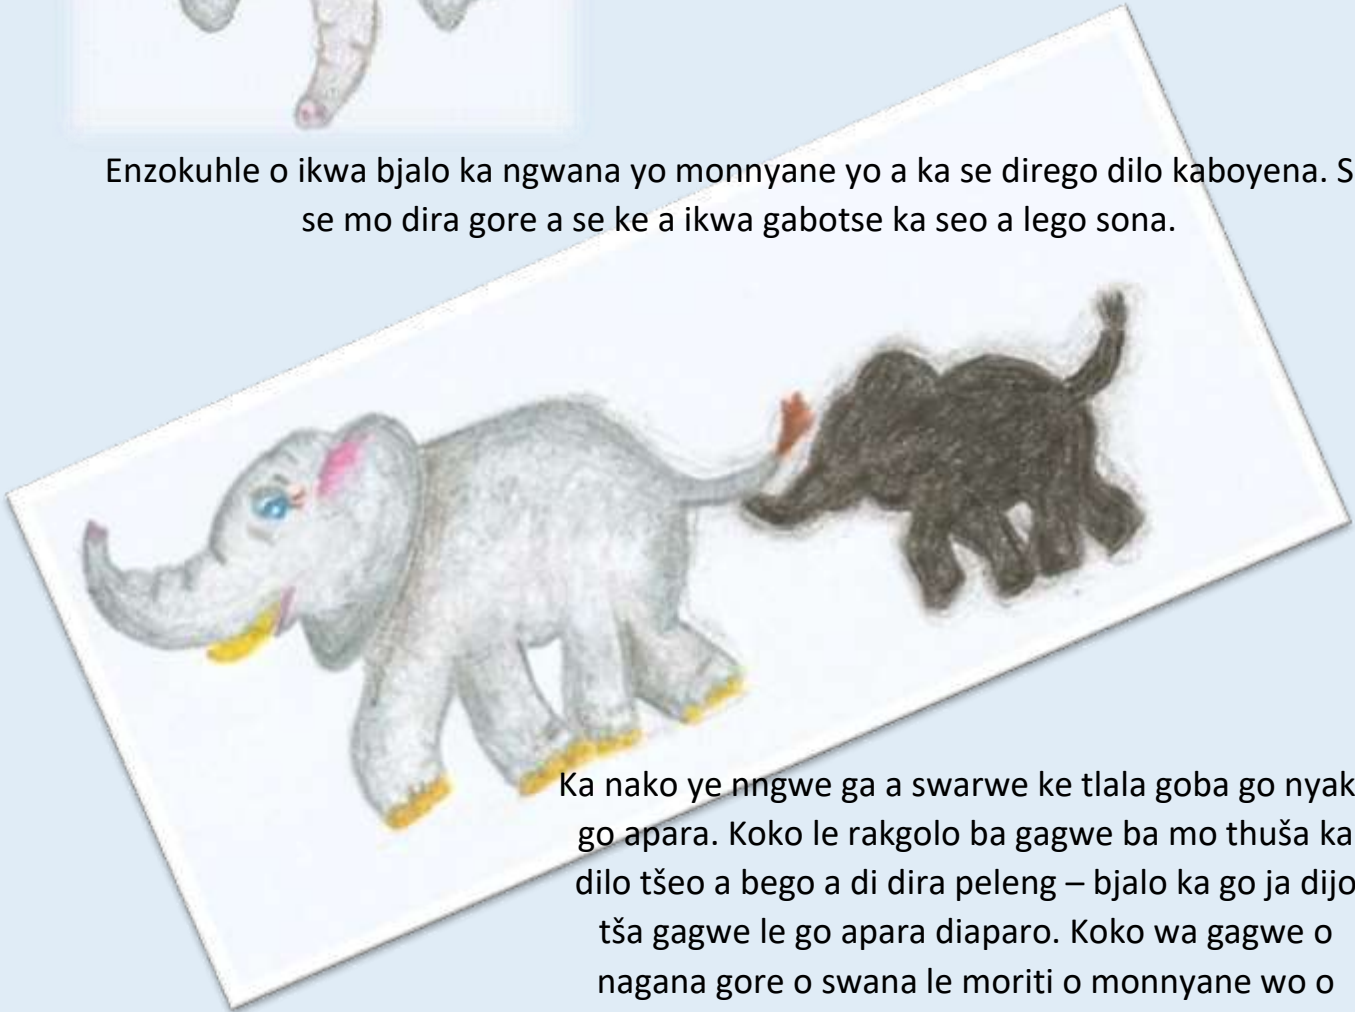 Enzokuhle o ikwa bjalo ka ngwana yo monnyane yo a ka se dirego dilo kaboyena. S
se mo dira gore a se ke a ikwa gabotse ka seo a lego sona.
Ka nako ye nngwe ga a swarwe ke tlala goba go nyak
go apara. Koko le rakgolo ba gagwe ba mo thuša ka
dilo tšeo a bego a di dira peleng – bjalo ka go ja dijo
tša gagwe le go apara diaparo. Koko wa gagwe o
nagana gore o swana le moriti o monnyane wo o